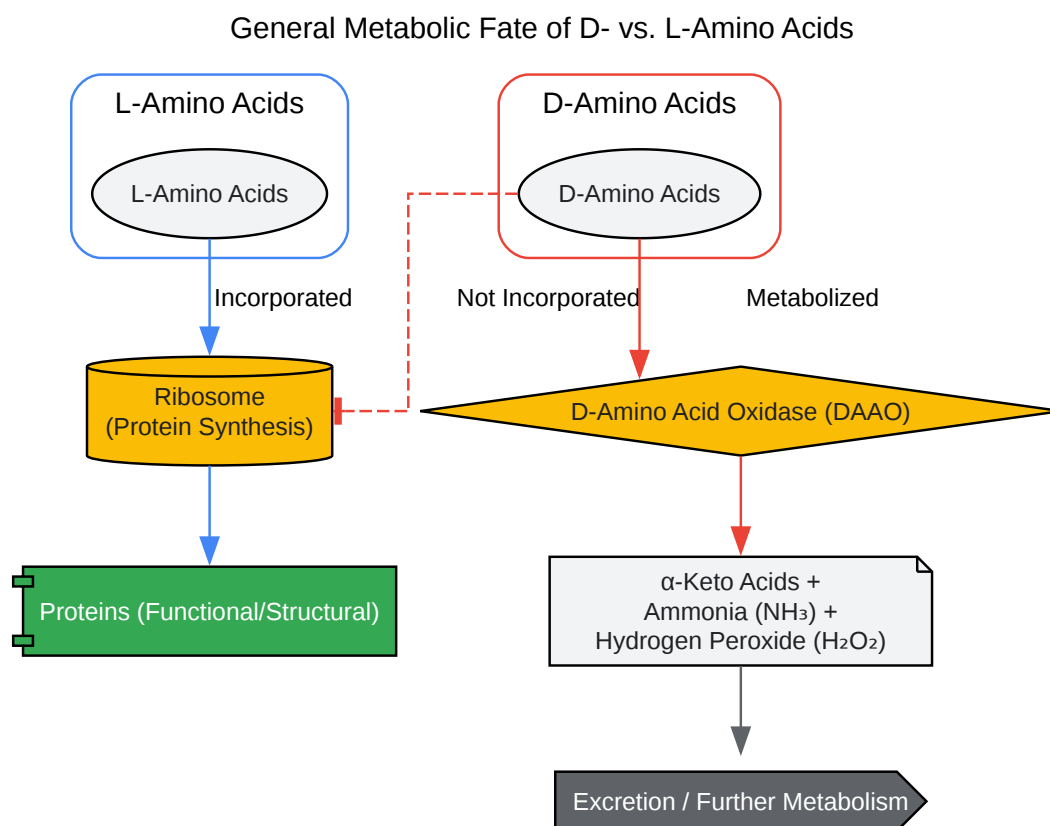 General Metabolic Fate of D- vs. L-Amino Acids
L-Amino Acids
D-Amino Acids
L-Amino Acids
D-Amino Acids
Incorporated
Not Incorporated
Metabolized
Ribosome
(Protein Synthesis)
D-Amino Acid Oxidase (DAAO)
Proteins (Functional/Structural)
α-Keto Acids +
Ammonia (NH₃) +
Hydrogen Peroxide (H₂O₂)
Excretion / Further Metabolism